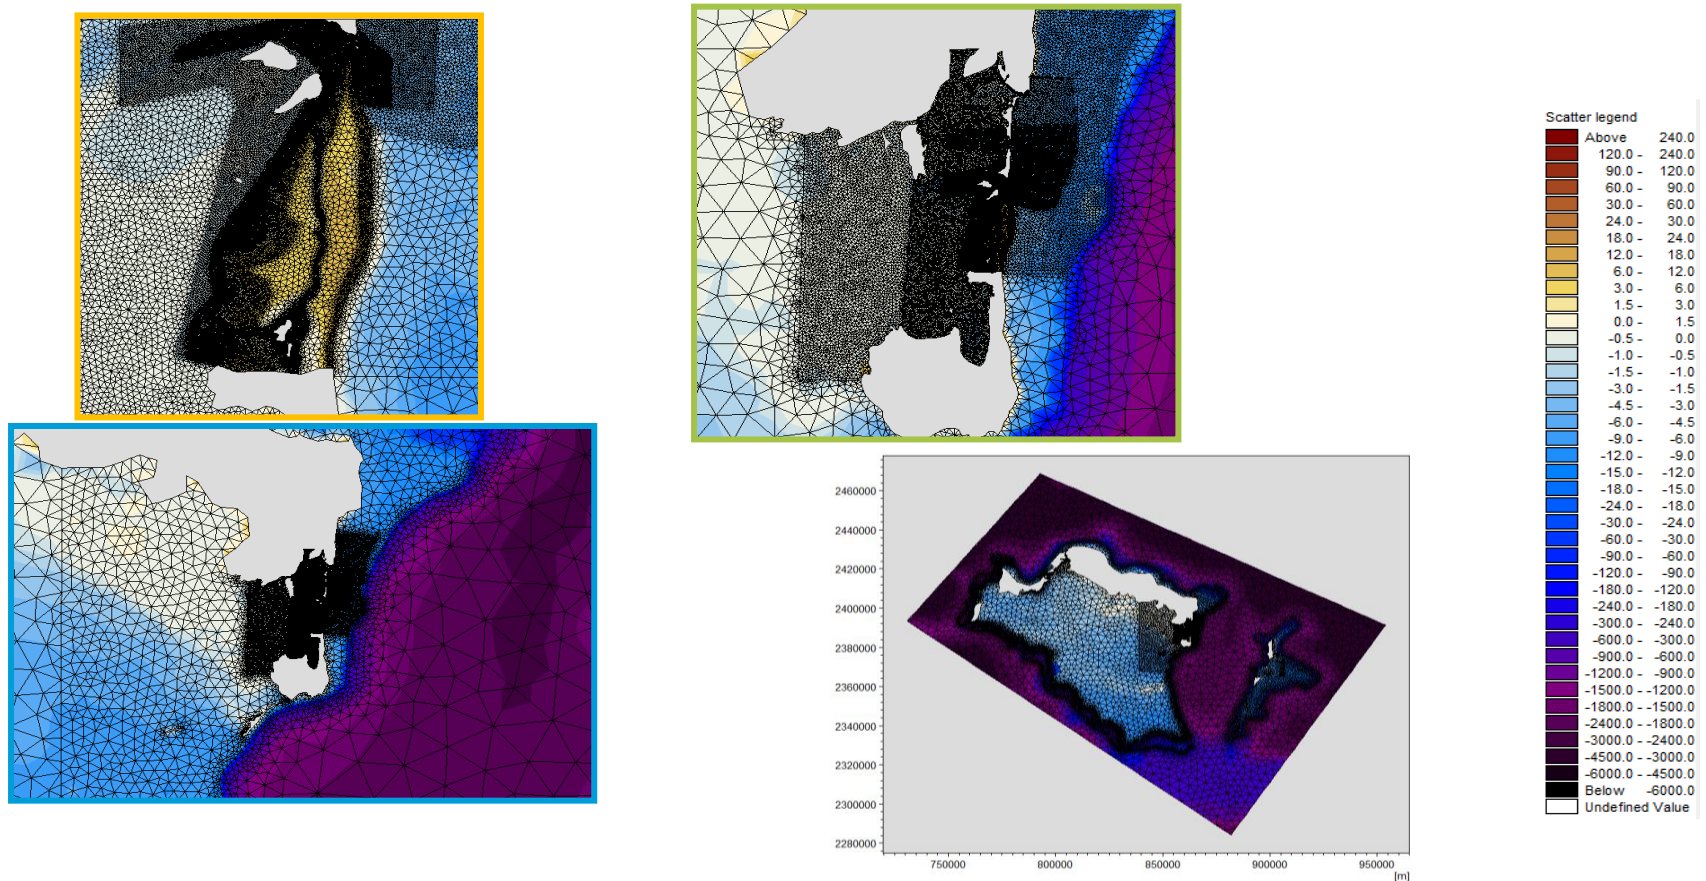 Scatter legend
Above 240.0
120.0 - 240.0
90.0 - 120.0
60.0 - 90.0
30.0 - 60.0
24.0 - 30.0
18.0 - 24.0
12.0 - 18.0
6.0 - 12.0
3.0 - 6.0
1.5 - 3.0
0.0 - 1.5
-0.5 - 0.0
-1.0 - -0.5
-1.5 - -1.0
-3.0 - -1.5
-4.5 - -3.0
-6.0 - -4.5
-9.0 - -6.0
-12.0 - -9.0
-15.0 - -12.0
-18.0 - -15.0
-24.0 - -18.0
-30.0 - -24.0
-60.0 - -30.0
-90.0 - -60.0
-120.0 - -90.0
-180.0 - -120.0
-240.0 - -180.0
-300.0 - -240.0
-600.0 - -300.0
-900.0 - -600.0
-1200.0 - -900.0
-1500.0 - -1200.0
-1800.0 - -1500.0
-2400.0 - -1800.0
-3000.0 - -2400.0
-4500.0 - -3000.0
-6000.0 - -4500.0
Below -6000.0
Undefined Value
2460000
2440000
2420000
2400000
2380000
2360000
2340000
2320000
2300000
2280000
750000 800000 850000 900000 950000
[m]